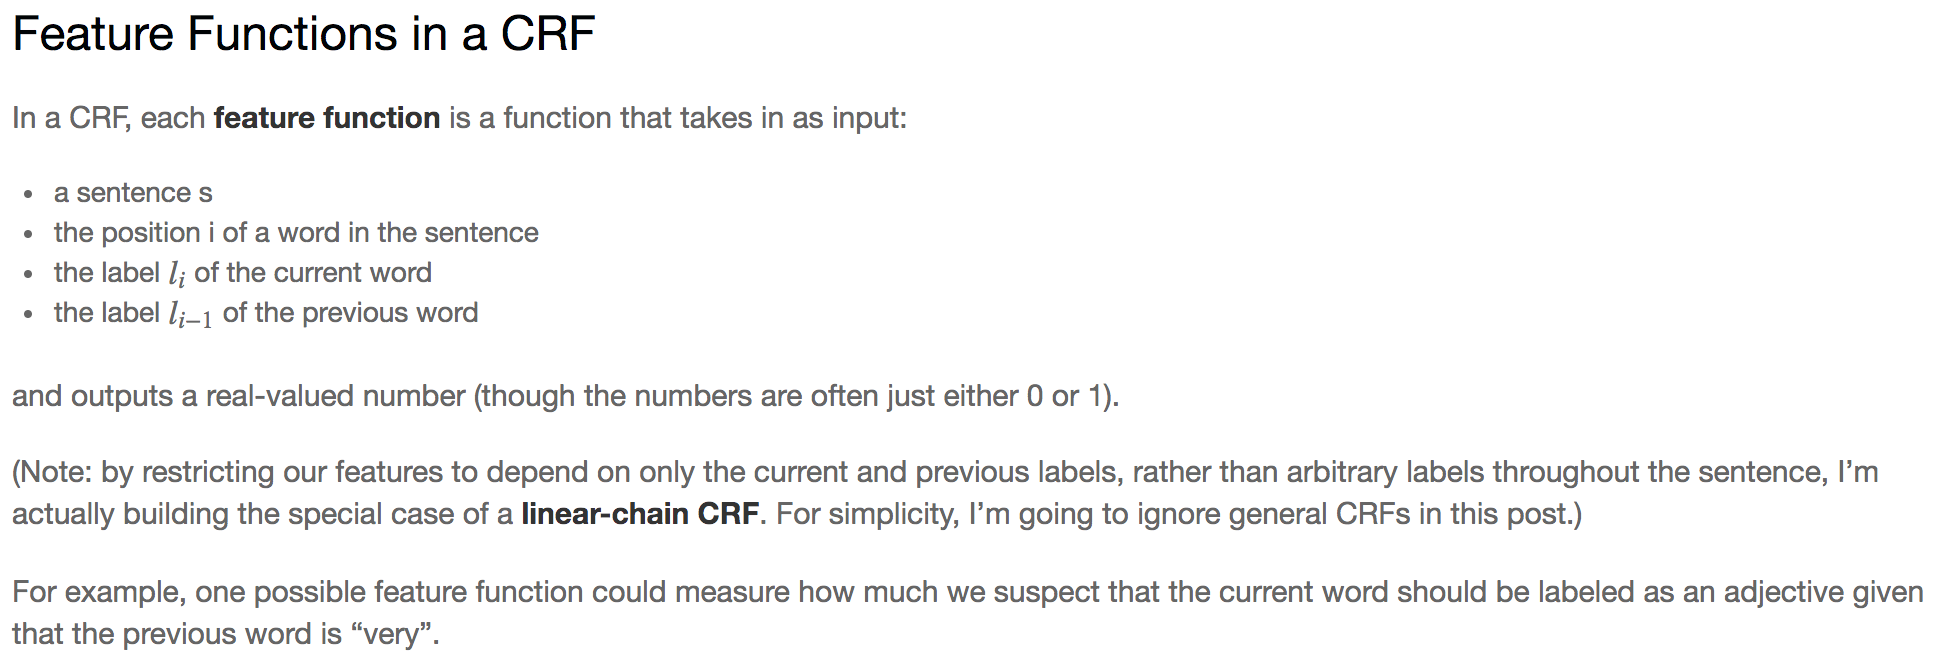 Feature Functions in a CRF
In a CRF, each feature function is a function that takes in as input:
• a sentence s
• the position i of a word in the sentence
• the label lᵢ of the current word
• the label lᵢ₋₁ of the previous word
and outputs a real-valued number (though the numbers are often just either 0 or 1).
(Note: by restricting our features to depend on only the current and previous labels, rather than arbitrary labels throughout the sentence, I’m
actually building the special case of a linear-chain CRF. For simplicity, I’m going to ignore general CRFs in this post.)
For example, one possible feature function could measure how much we suspect that the current word should be labeled as an adjective given
that the previous word is “very”.